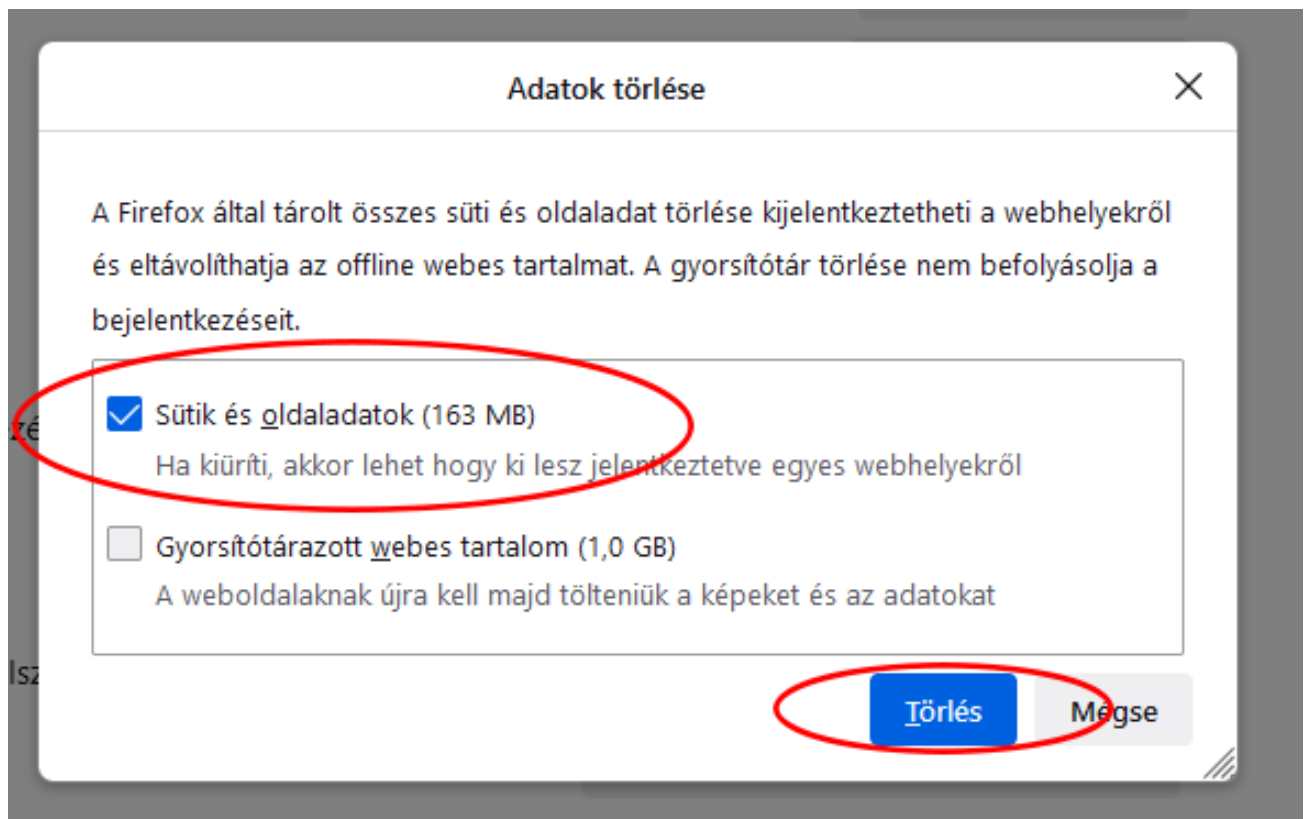 Adatok törlése
A Firefox által tárolt összes süti és oldaladat törlése kijelentkeztetheti a webhelyekről
és eltávolíthatja az offline webes tartalmat. A gyorsítótár törlése nem befolyásolja a
bejelentkezéseit.
Sütik és oldaladatok (163 MB)
Ha kiüríti, akkor lehet hogy ki lesz jelentkeztetve egyes webhelyekről
Gyorsítótárazott webes tartalom (1,0 GB)
A weboldalaknak újra kell majd tölteniük a képeket és az adatokat
Törlés Mégse